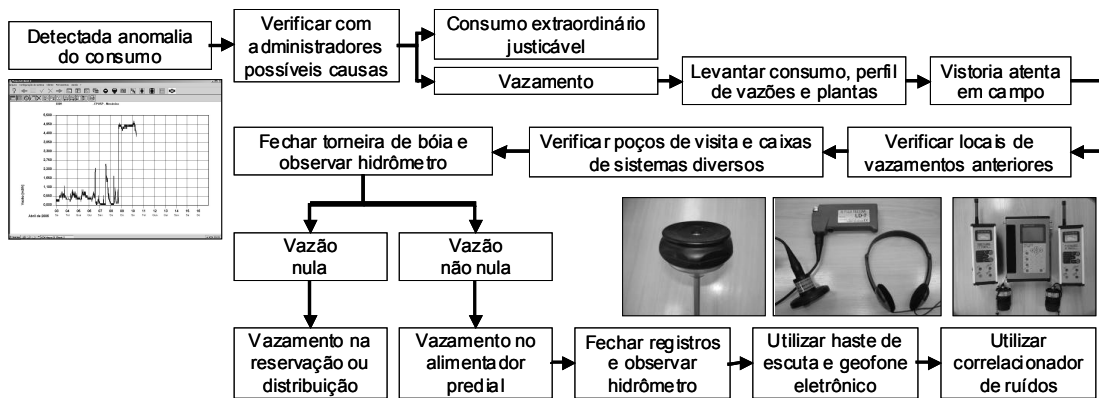 Detectada anomalia
do consumo
Verificar com
administradores
possíveis causas
Consumo extraordinário
justicável
Vazamento
Levantar consumo, perfil
de vazões e plantas
Vistoria atenta
em campo
Verificar locais de
vazamentos anteriores
Verificar poços de visita e caixas
de sistemas diversos
Fechar torneira de bóia e
observar hidrômetro
Vazão
nula
Vazão
não nula
Vazamento na
reservação ou
distribuição
Vazamento no
alimentador
predial
Fechar registros
e observar
hidrômetro
Utilizar haste de
escuta e geofone
eletrônico
Utilizar
correlacionador
de ruídos